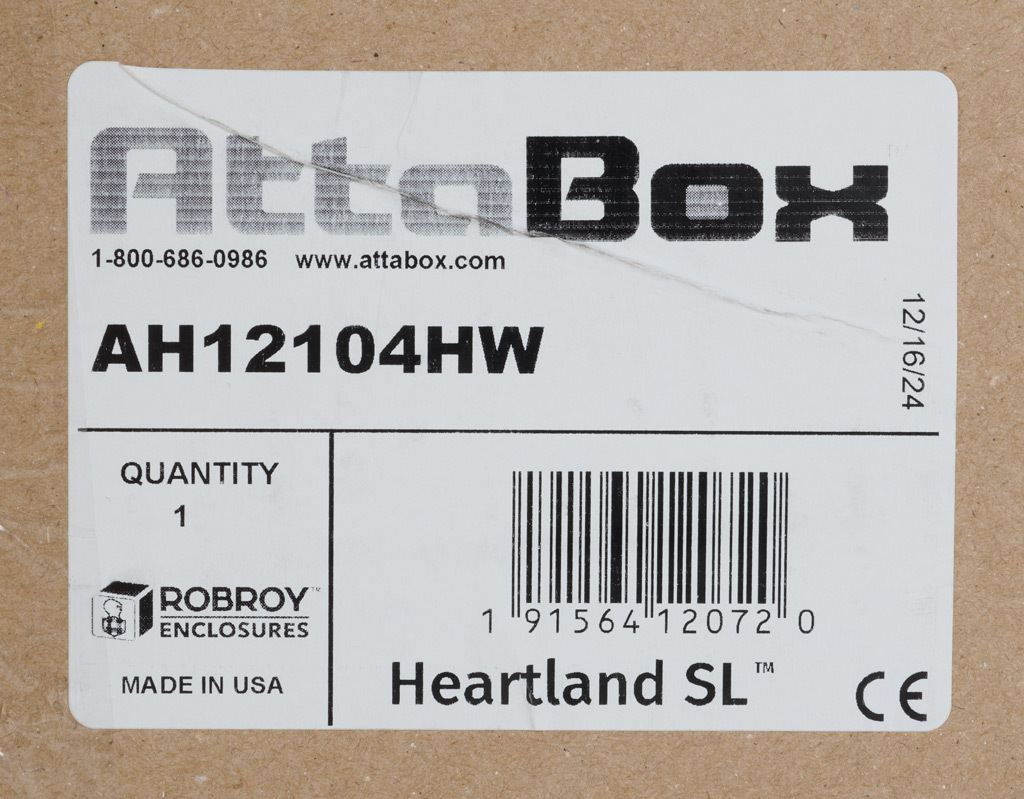 AttaBox
1-800-686-0986 www.attabox.com
AH12104HW
12/16/24
QUANTITY
1
ROBROY™
ENCLOSURES
MADE IN USA
1 91564 12072 0
Heartland SL™
CE